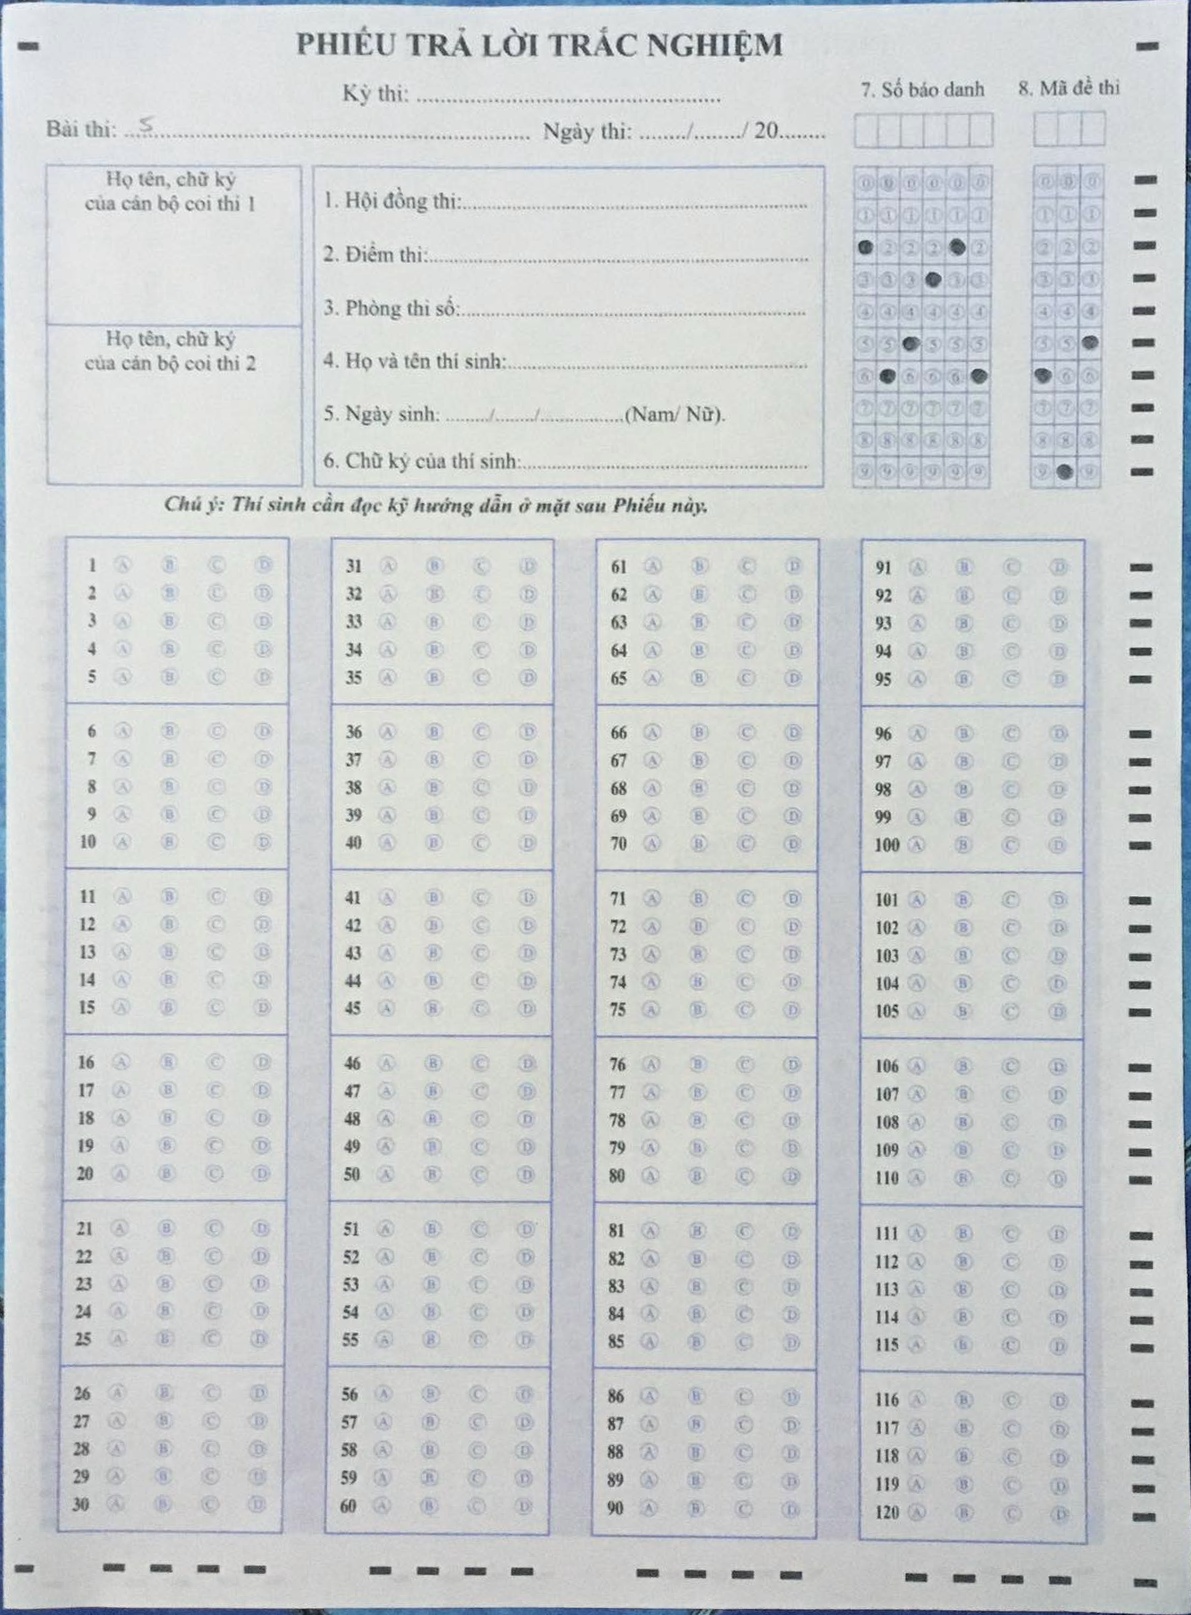 PHIẾU TRẢ LỜI TRẮC NGHIỆM
Kỳ thi: ................................................
Bài thi: ...5............................................................ Ngày thi: ......../......../ 20........
7. Số báo danh 8. Mã đề thi
Họ tên, chữ ký
của cán bộ coi thi 1
Họ tên, chữ ký
của cán bộ coi thi 2
1. Hội đồng thi:............................................................
2. Điểm thi:............................................................
3. Phòng thi số:............................................................
4. Họ và tên thí sinh:..................................................
5. Ngày sinh: ......../......../...............(Nam/ Nữ).
6. Chữ ký của thí sinh:..................................................
0 0 0 0 0 0 0 0 0
1 1 1 1 1 1 1 1 1
2 2 2 2 2 2 2
3 3 3 3 3 3 3 3
4 4 4 4 4 4 4 4 4
5 5 5 5 5 5 5
6 6 6 6 6 6
7 7 7 7 7 7 7 7 7
8 8 8 8 8 8 8 8 8
9 9 9 9 9 9 9 9
Chú ý: Thí sinh cần đọc kỹ hướng dẫn ở mặt sau Phiếu này.
1 A B C D
2 A B C D
3 A B C D
4 A B C D
5 A B C D
6 A B C D
7 A B C D
8 A B C D
9 A B C D
10 A B C D
11 A B C D
12 A B C D
13 A B C D
14 A B C D
15 A B C D
16 A B C D
17 A B C D
18 A B C D
19 A B C D
20 A B C D
21 A B C D
22 A B C D
23 A B C D
24 A B C D
25 A B C D
26 A B C D
27 A B C D
28 A B C D
29 A B C D
30 A B C D
31 A B C D
32 A B C D
33 A B C D
34 A B C D
35 A B C D
36 A B C D
37 A B C D
38 A B C D
39 A B C D
40 A B C D
41 A B C D
42 A B C D
43 A B C D
44 A B C D
45 A B C D
46 A B C D
47 A B C D
48 A B C D
49 A B C D
50 A B C D
51 A B C D
52 A B C D
53 A B C D
54 A B C D
55 A B C D
56 A B C D
57 A B C D
58 A B C D
59 A B C D
60 A B C D
61 A B C D
62 A B C D
63 A B C D
64 A B C D
65 A B C D
66 A B C D
67 A B C D
68 A B C D
69 A B C D
70 A B C D
71 A B C D
72 A B C D
73 A B C D
74 A B C D
75 A B C D
76 A B C D
77 A B C D
78 A B C D
79 A B C D
80 A B C D
81 A B C D
82 A B C D
83 A B C D
84 A B C D
85 A B C D
86 A B C D
87 A B C D
88 A B C D
89 A B C D
90 A B C D
91 A B C D
92 A B C D
93 A B C D
94 A B C D
95 A B C D
96 A B C D
97 A B C D
98 A B C D
99 A B C D
100 A B C D
101 A B C D
102 A B C D
103 A B C D
104 A B C D
105 A B C D
106 A B C D
107 A B C D
108 A B C D
109 A B C D
110 A B C D
111 A B C D
112 A B C D
113 A B C D
114 A B C D
115 A B C D
116 A B C D
117 A B C D
118 A B C D
119 A B C D
120 A B C D